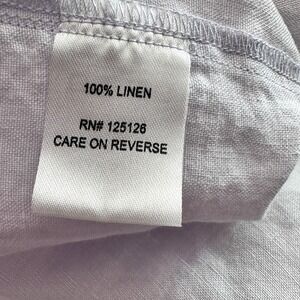 100% LINEN
RN# 125126
CARE ON REVERSE